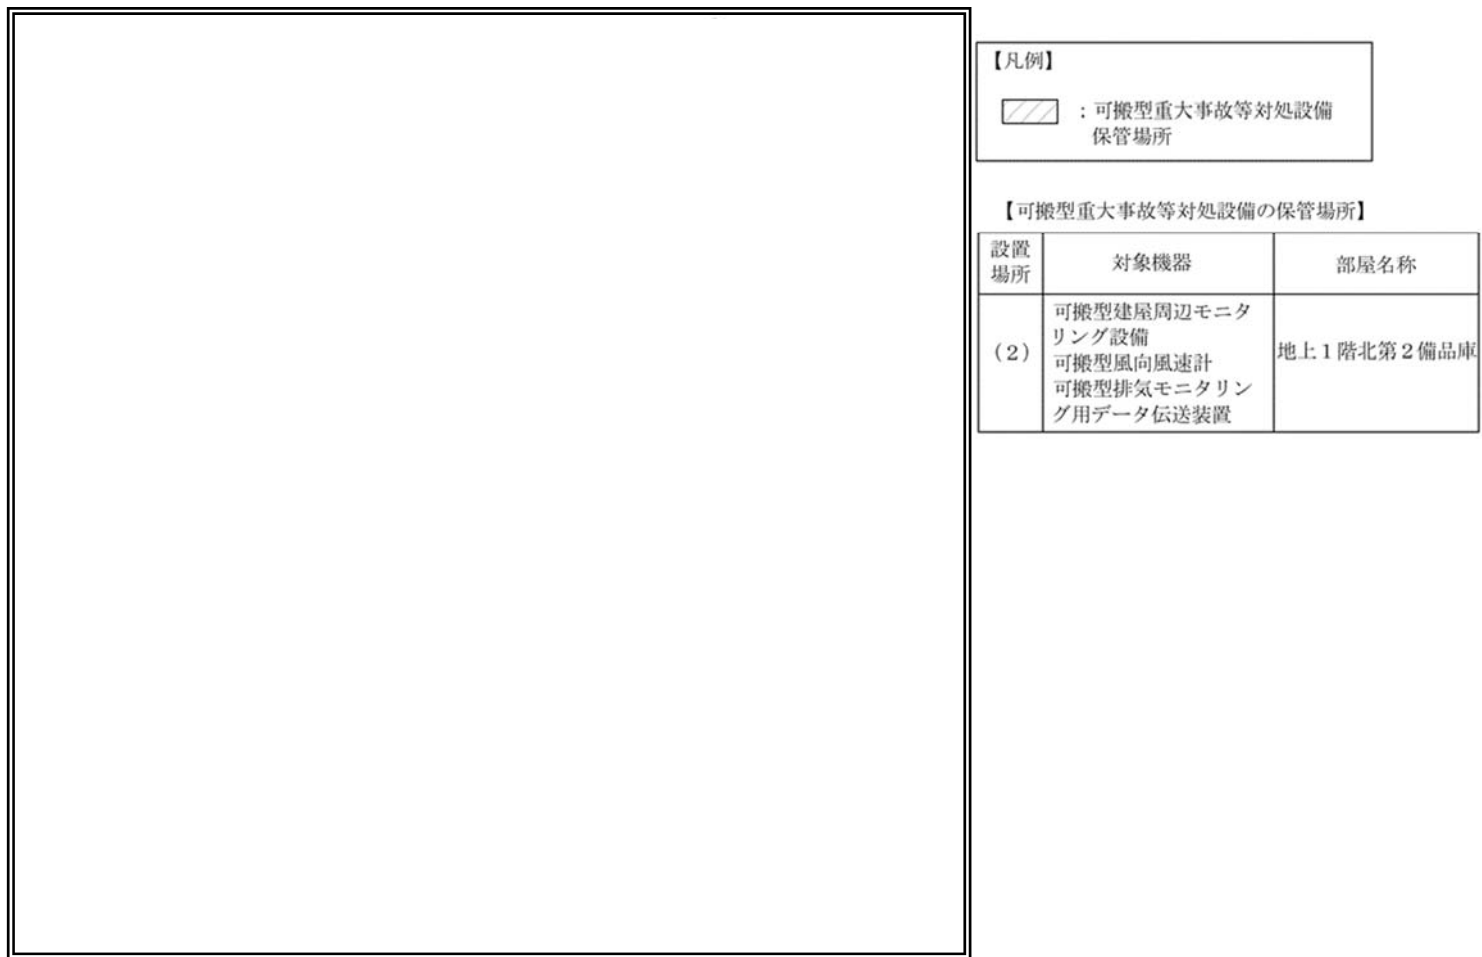 【凡例】
：可搬型重大事故等対処設備
保管場所
【可搬型重大事故等対処設備の保管場所】
設置
場所
対象機器
部屋名称
（２）
可搬型建屋周辺モニタ
リング設備
可搬型風向風速計
可搬型排気モニタリン
グ用データ伝送装置
地上１階北第２備品庫